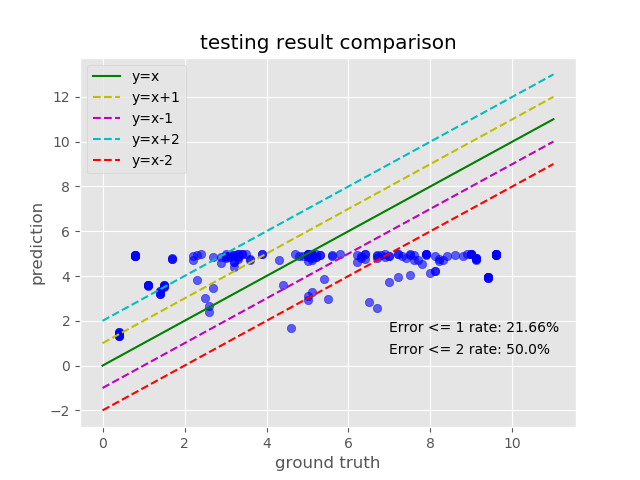 testing result comparison
y=x
y=x+1
y=x-1
y=x+2
y=x-2
12
10
8
6
4
2
0
−2
prediction
Error <= 1 rate: 21.66%
Error <= 2 rate: 50.0%
0 2 4 6 8 10
ground truth